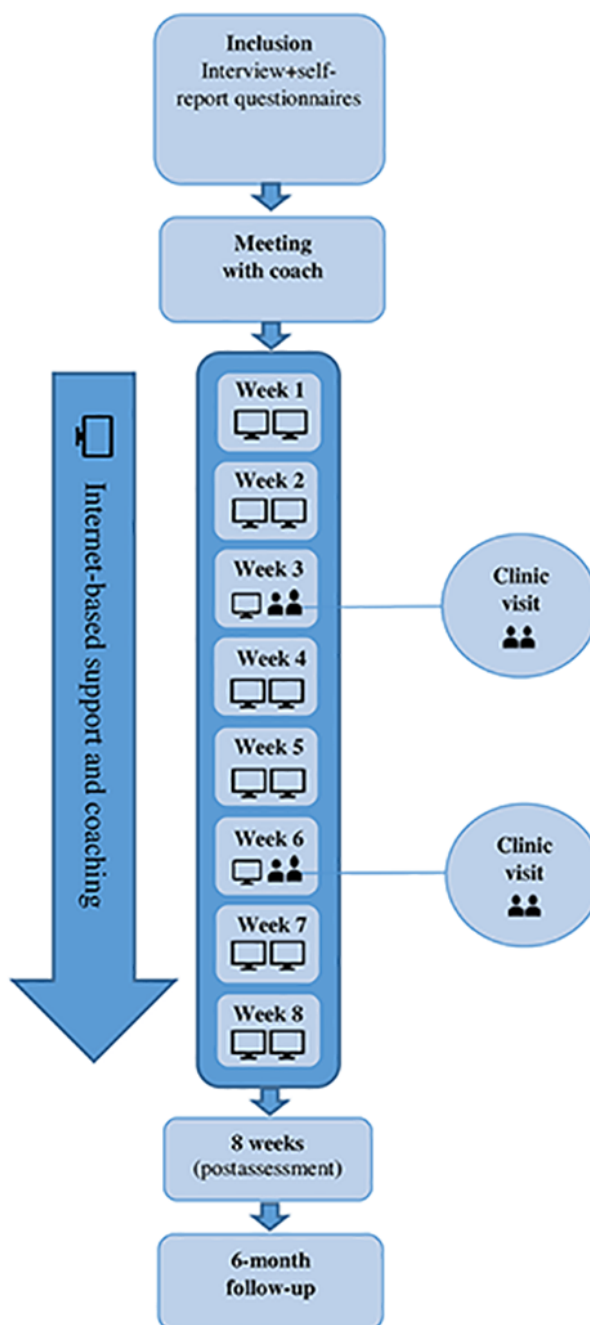 Inclusion
Interview+self-
report questionnaires
Meeting
with coach
Internet-based support and coaching
Week 1
Week 2
Week 3
Clinic
visit
Week 4
Week 5
Week 6
Clinic
visit
Week 7
Week 8
8 weeks
(postassessment)
6-month
follow-up